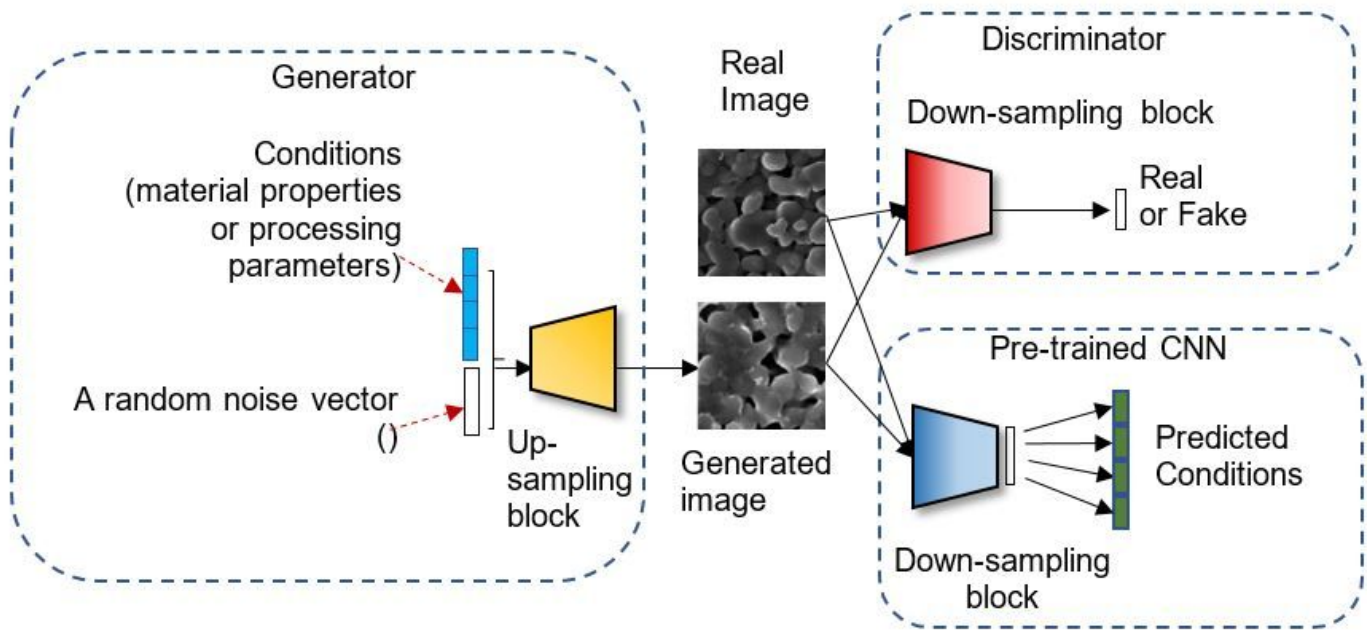 Generator
Conditions
(material properties
or processing
parameters)
A random noise vector
()
Up-
sampling
block
Real
Image
Generated
image
Discriminator
Down-sampling block
Real
or Fake
Pre-trained CNN
Predicted
Conditions
Down-sampling
block